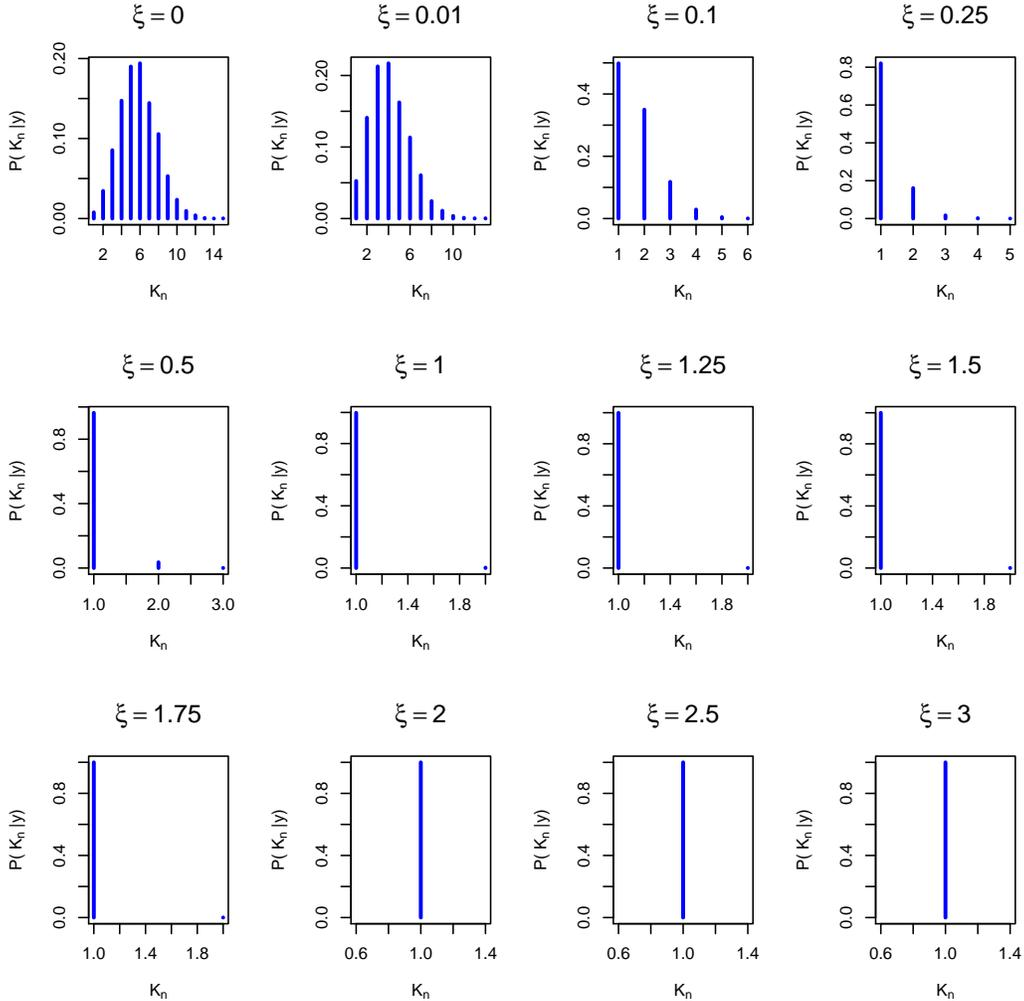 ξ = 0
P( Kn |y)
0.00 0.10 0.20
2 6 10 14
Kn
ξ = 0.01
P( Kn |y)
0.00 0.10 0.20
2 6 10
Kn
ξ = 0.1
P( Kn |y)
0.0 0.2 0.4
1 2 3 4 5 6
Kn
ξ = 0.25
P( Kn |y)
0.0 0.2 0.4 0.6 0.8
1 2 3 4 5
Kn
ξ = 0.5
P( Kn |y)
0.0 0.4 0.8
1.0 2.0 3.0
Kn
ξ = 1
P( Kn |y)
0.0 0.4 0.8
1.0 1.4 1.8
Kn
ξ = 1.25
P( Kn |y)
0.0 0.4 0.8
1.0 1.4 1.8
Kn
ξ = 1.5
P( Kn |y)
0.0 0.4 0.8
1.0 1.4 1.8
Kn
ξ = 1.75
P( Kn |y)
0.0 0.4 0.8
1.0 1.4 1.8
Kn
ξ = 2
P( Kn |y)
0.0 0.4 0.8
0.6 1.0 1.4
Kn
ξ = 2.5
P( Kn |y)
0.0 0.4 0.8
0.6 1.0 1.4
Kn
ξ = 3
P( Kn |y)
0.0 0.4 0.8
0.6 1.0 1.4
Kn